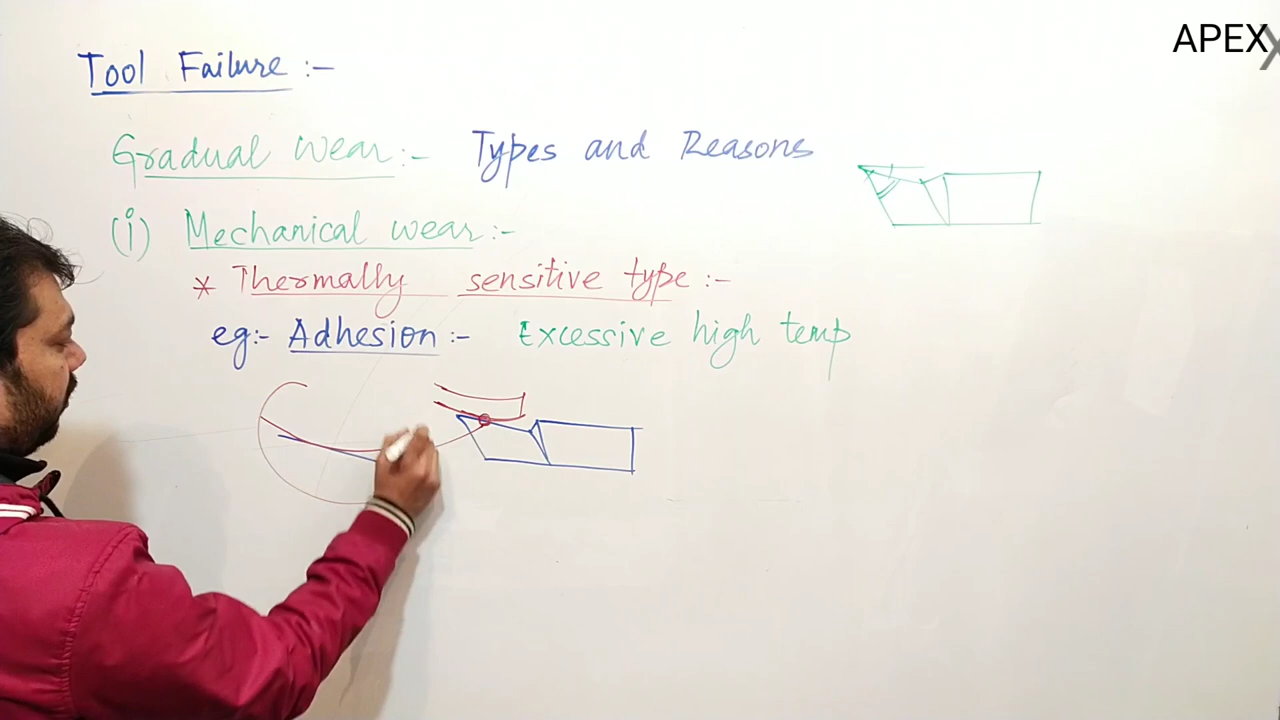 APEX
Tool Failure :-
Gradual wear :- Types and Reasons
(i) Mechanical wear :-
* Thermally sensitive type :-
eg:- Adhesion :- Excessive high temp